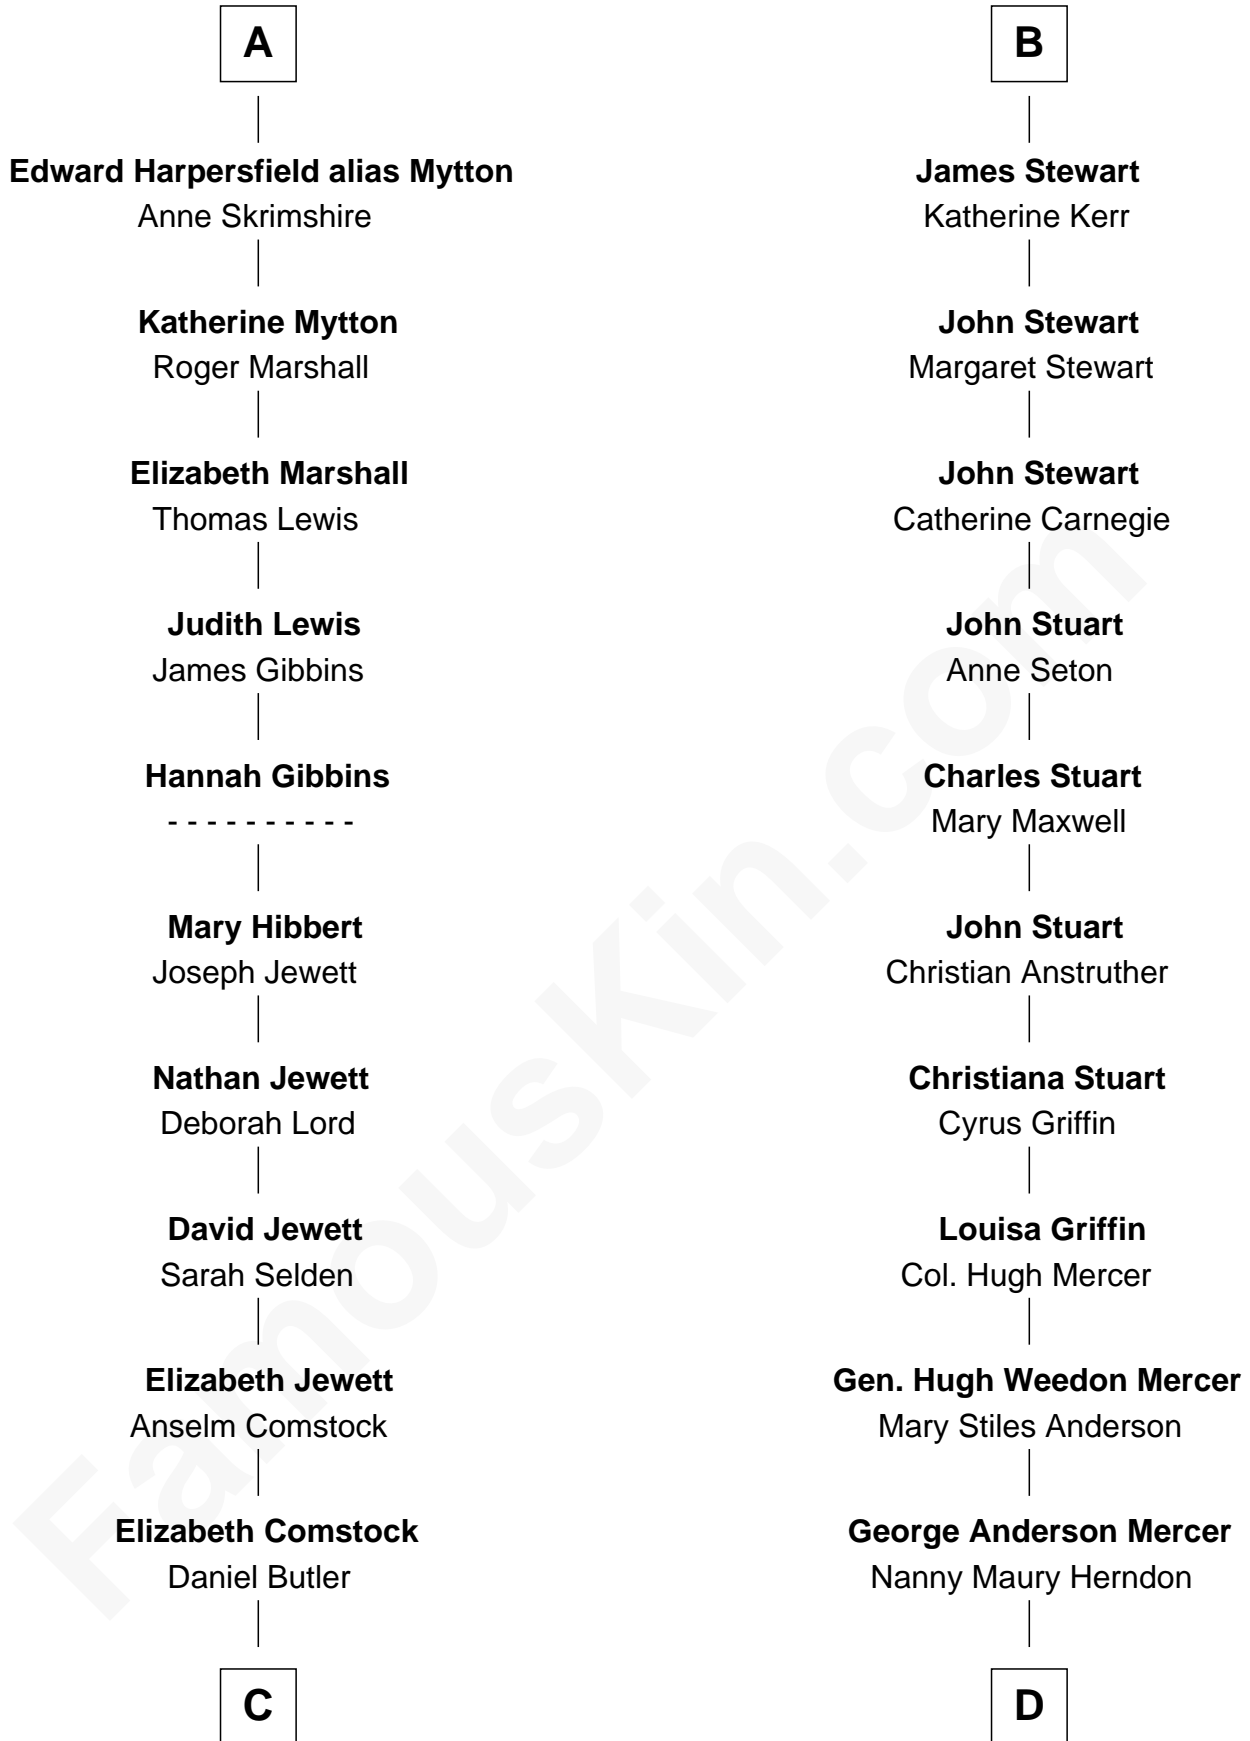 A
Edward Harpersfield alias Mytton
Anne Skrimshire
Katherine Mytton
Roger Marshall
Elizabeth Marshall
Thomas Lewis
Judith Lewis
James Gibbins
Hannah Gibbins
- - - - - - - - - -
Mary Hibbert
Joseph Jewett
Nathan Jewett
Deborah Lord
David Jewett
Sarah Selden
Elizabeth Jewett
Anselm Comstock
Elizabeth Comstock
Daniel Butler
C
B
James Stewart
Katherine Kerr
John Stewart
Margaret Stewart
John Stewart
Catherine Carnegie
John Stuart
Anne Seton
Charles Stuart
Mary Maxwell
John Stuart
Christian Anstruther
Christiana Stuart
Cyrus Griffin
Louisa Griffin
Col. Hugh Mercer
Gen. Hugh Weedon Mercer
Mary Stiles Anderson
George Anderson Mercer
Nanny Maury Herndon
D
FamousKin.com